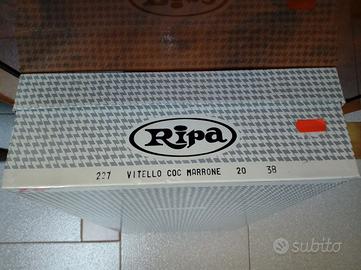 Ripa
227 VITELLO COC MARRONE 20 38
subito